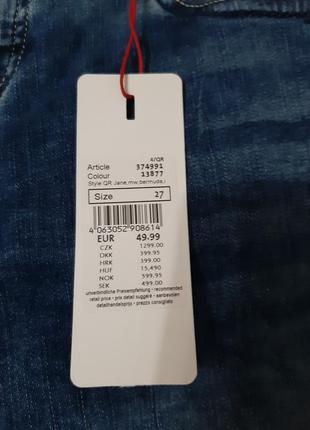 4/QR
Article 374991
Colour 13877
Style QR Jane,mw,bermuda,l
Size 27
4 063052 908614
EUR 49.99
CZK 1299.00
DKK 399.95
HRK 399.00
HUF 15,490
NOK 599.95
SEK 499.00
unverbindliche Preisempfehlung - recommended
retail price - prix detail suggéré - aanbevolen
detailhandelsprijs - prezzo consigliato